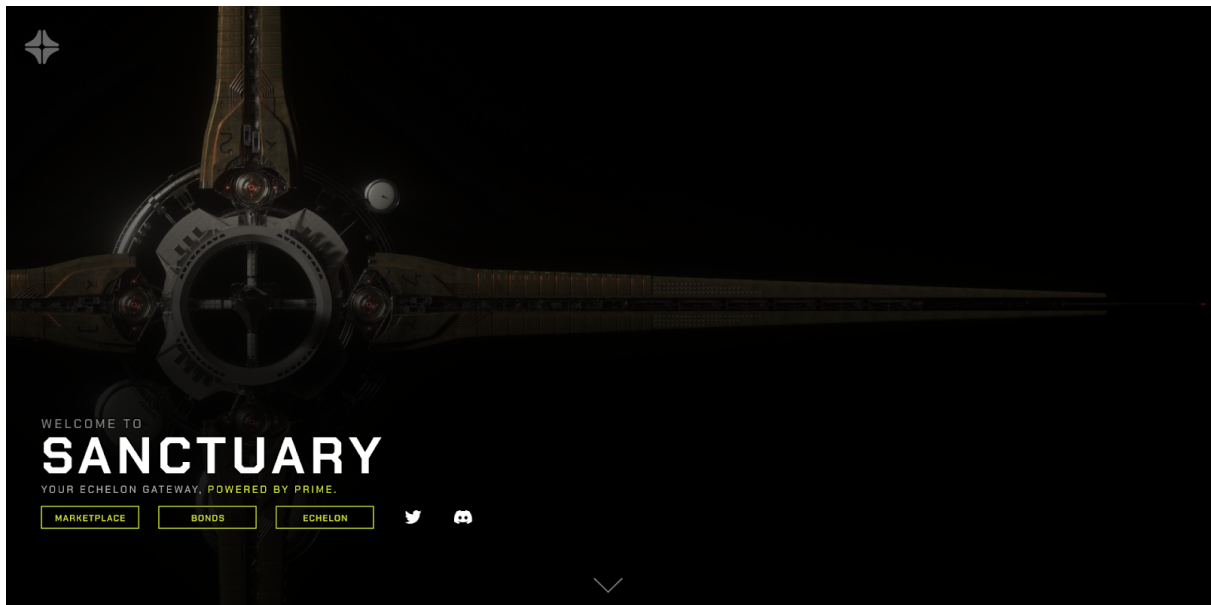 WELCOME TO
SANCTUARY
YOUR ECHELON GATEWAY, POWERED BY PRIME.
MARKETPLACE BONDS ECHELON